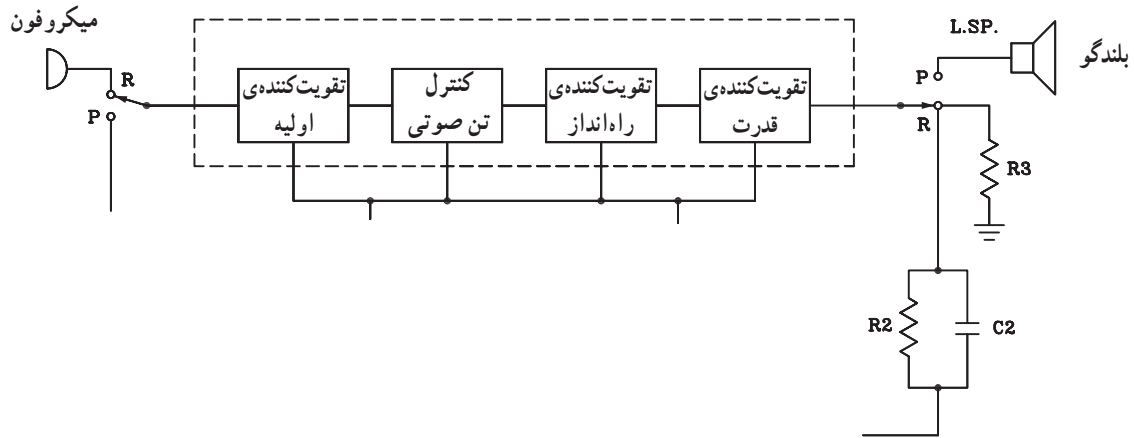 میکروفون
R
P
تقویت‌کننده‌ی
اولیه
کنترل
تن صوتی
تقویت‌کننده‌ی
راه‌انداز
تقویت‌کننده‌ی
قدرت
L.SP.
بلندگو
P
R
R3
R2
C2